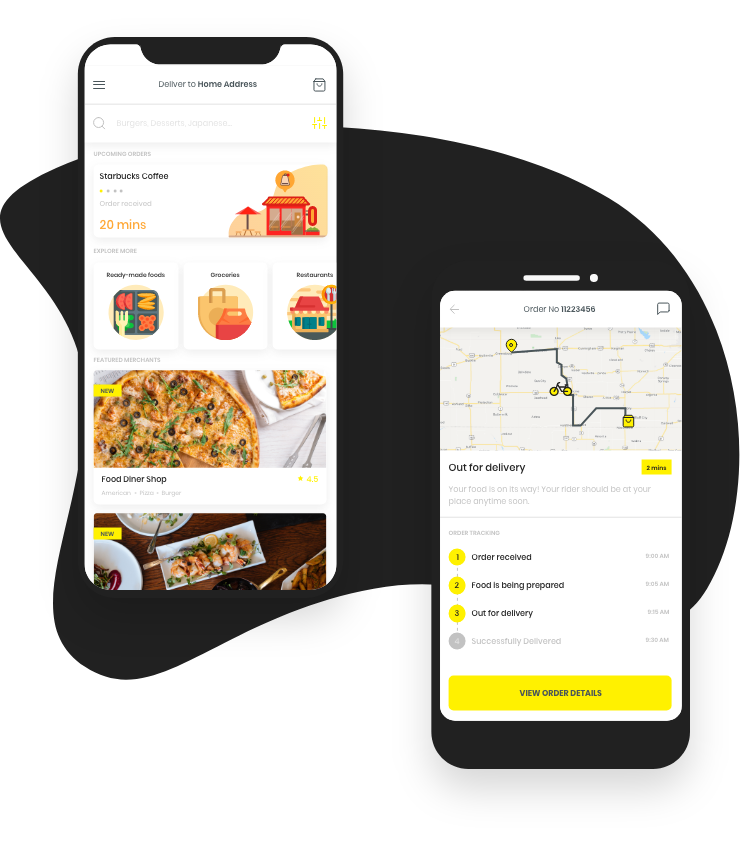 Deliver to Home Address
Burgers, Desserts, Japanese...
UPCOMING ORDERS
Starbucks Coffee
Order received
20 mins
EXPLORE MORE
Ready-made foods
Groceries
Restaurants
FEATURED MERCHANTS
NEW
Food Diner Shop
4.9
American • Pizza • Burger
NEW
Order No 11223456
Out for delivery
2 mins
Your food is on its way! Your rider should be at your
place anytime soon.
ORDER TRACKING
1 Order received 9:00 AM
2 Food is being prepared 9:05 AM
3 Out for delivery 9:15 AM
4 Successfully Delivered 9:30 AM
VIEW ORDER DETAILS